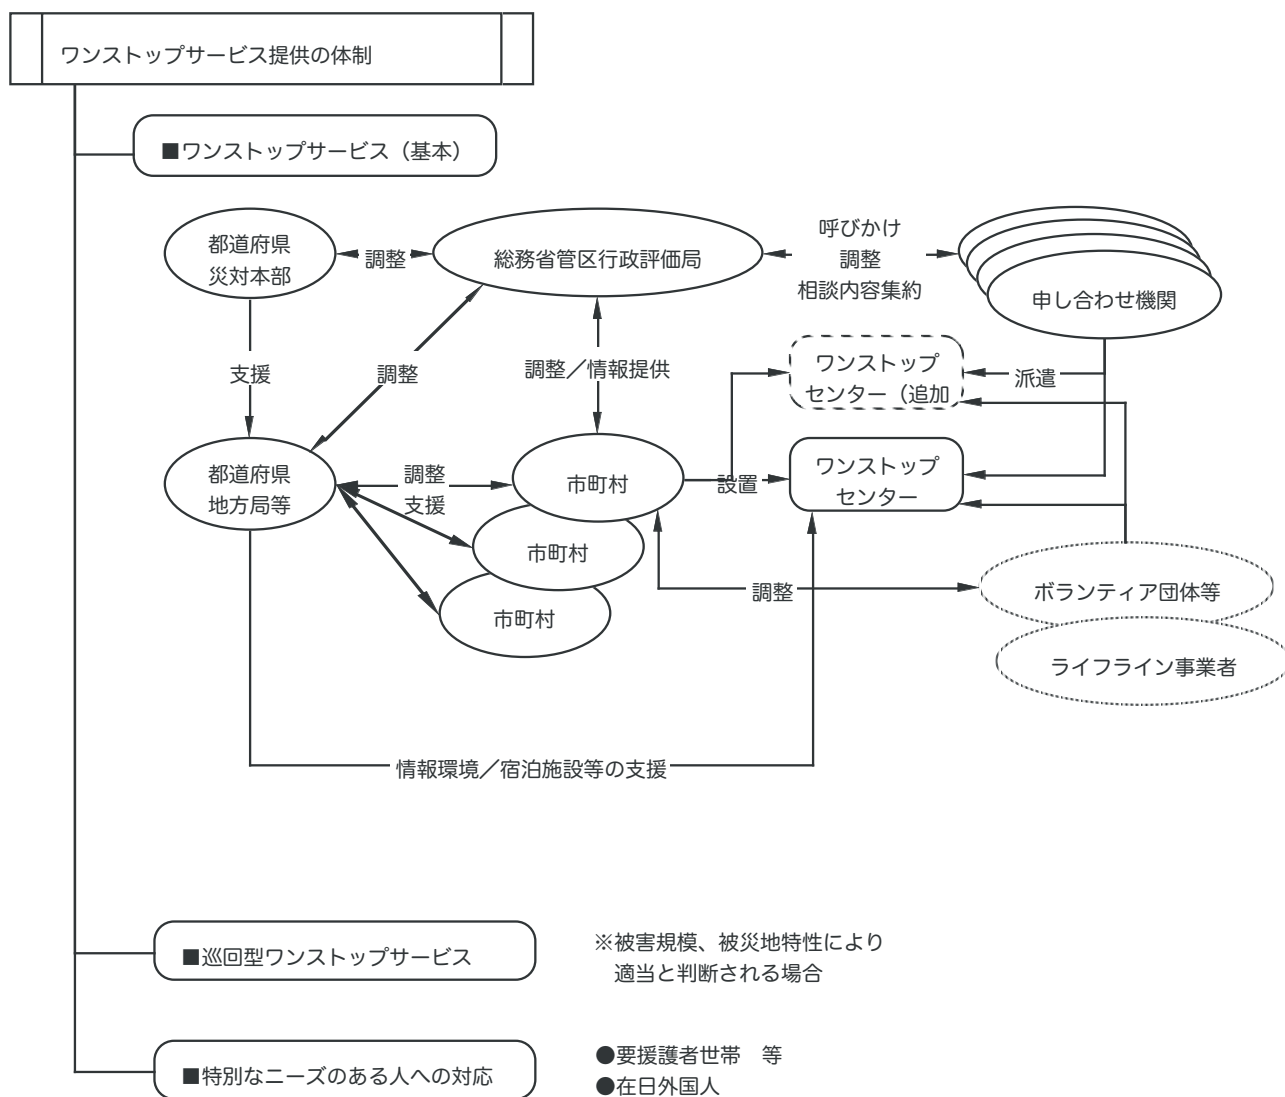 ワンストップサービス提供の体制
■ワンストップサービス（基本）
都道府県
災対本部
調整
総務省管区行政評価局
呼びかけ
調整
相談内容集約
申し合わせ機関
支援
調整
調整／情報提供
ワンストップ
センター（追加
派遣
都道府県
地方局等
調整
支援
市町村
設置
ワンストップ
センター
市町村
市町村
調整
ボランティア団体等
ライフライン事業者
情報環境／宿泊施設等の支援
■巡回型ワンストップサービス
※被害規模、被災地特性により
適当と判断される場合
■特別なニーズのある人への対応
●要援護者世帯　等
●在日外国人